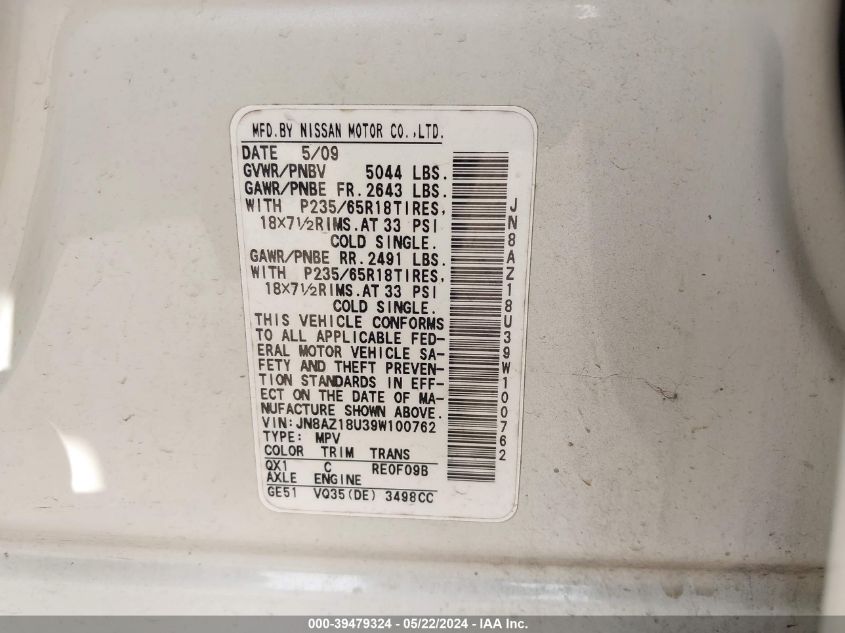 MFD.BY NISSAN MOTOR CO.,LTD.
DATE 5/09
GVWR/PNBV 5044 LBS.
GAWR/PNBE FR.2643 LBS.
WITH P235/65R18TIRES,
18×7½RIMS.AT 33 PSI
COLD SINGLE.
GAWR/PNBE RR.2491 LBS.
WITH P235/65R18TIRES,
18×7½RIMS.AT 33 PSI
COLD SINGLE.
THIS VEHICLE CONFORMS
TO ALL APPLICABLE FED-
ERAL MOTOR VEHICLE SA-
FETY AND THEFT PREVEN-
TION STANDARDS IN EFF-
ECT ON THE DATE OF MA-
NUFACTURE SHOWN ABOVE.
VIN:JN8AZ18U39W100762
TYPE: MPV
COLOR TRIM TRANS
QX1 C RE0F09B
AXLE ENGINE
GE51 VQ35(DE) 3498CC
JN8AZ18U39W100762
000-39479324 - 05/22/2024 - IAA Inc.